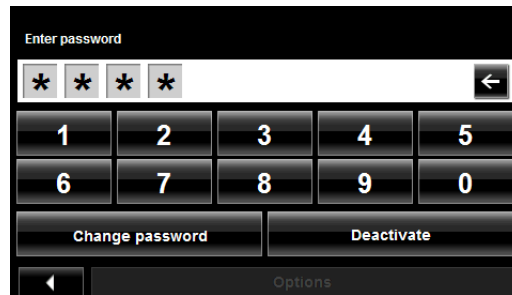 Enter password
* * * *
1 2 3 4 5
6 7 8 9 0
Change password Deactivate
Options